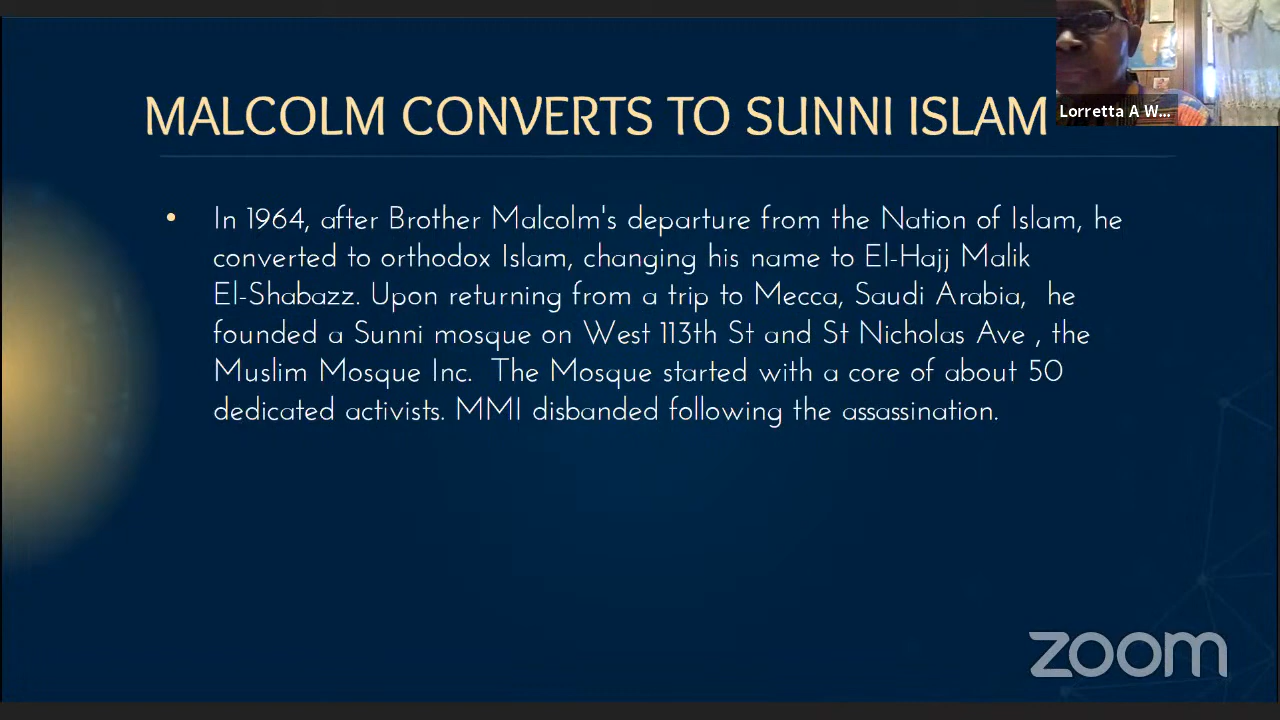 MALCOLM CONVERTS TO SUNNI ISLAM
Lorretta A W...
• In 1964, after Brother Malcolm's departure from the Nation of Islam, he
converted to orthodox Islam, changing his name to El-Hajj Malik
El-Shabazz. Upon returning from a trip to Mecca, Saudi Arabia, he
founded a Sunni mosque on West 113th St and St Nicholas Ave , the
Muslim Mosque Inc. The Mosque started with a core of about 50
dedicated activists. MMI disbanded following the assassination.
zoom